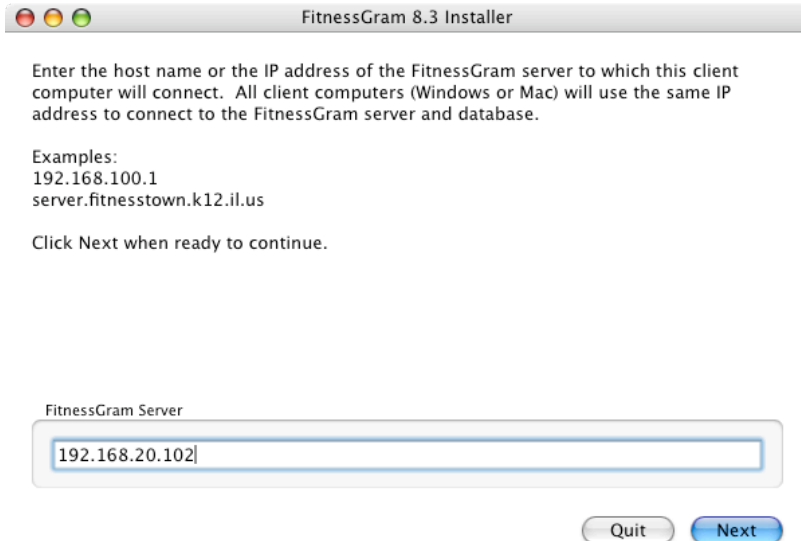 FitnessGram 8.3 Installer
Enter the host name or the IP address of the FitnessGram server to which this client
computer will connect.  All client computers (Windows or Mac) will use the same IP
address to connect to the FitnessGram server and database.
Examples:
192.168.100.1
server.fitnesstown.k12.il.us
Click Next when ready to continue.
FitnessGram Server
192.168.20.102
Quit
Next